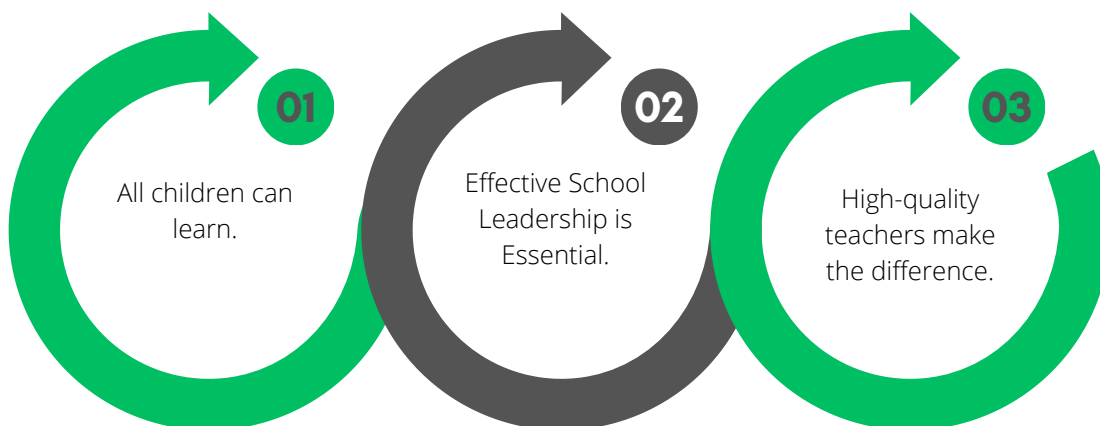 01
All children can
learn.
02
Effective School
Leadership is
Essential.
03
High-quality
teachers make
the difference.